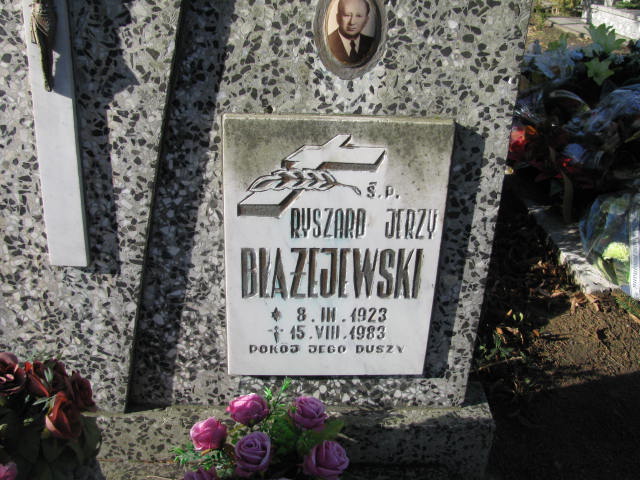 Ś.P.
RYSZARD JERZY
BŁAŻEJEWSKI
* 8.III.1923
† 15.VIII.1983
POKÓJ JEGO DUSZY